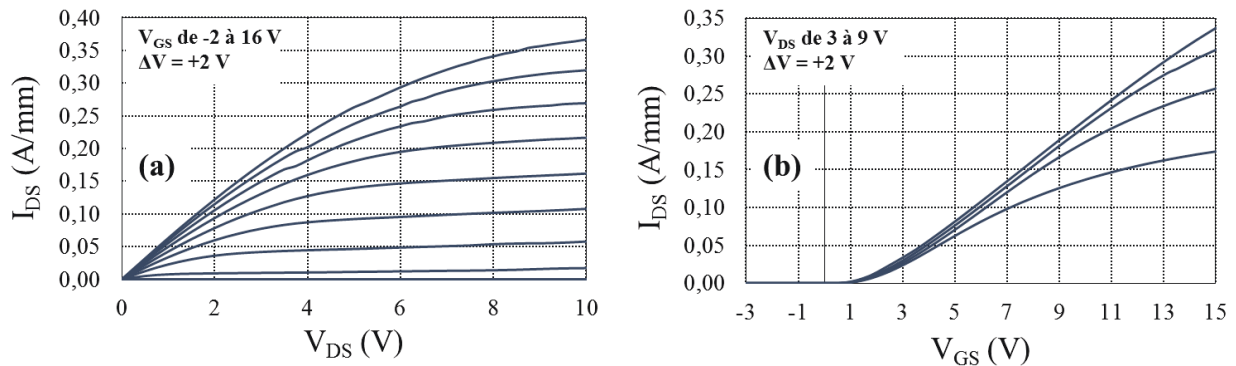 0,40
0,35
0,30
0,25
0,20
0,15
0,10
0,05
0,00
I_DS (A/mm)
V_GS de -2 à 16 V
ΔV = +2 V
(a)
0 2 4 6 8 10
V_DS (V)
0,35
0,30
0,25
0,20
0,15
0,10
0,05
0,00
I_DS (A/mm)
V_DS de 3 à 9 V
ΔV = +2 V
(b)
-3 -1 1 3 5 7 9 11 13 15
V_GS (V)